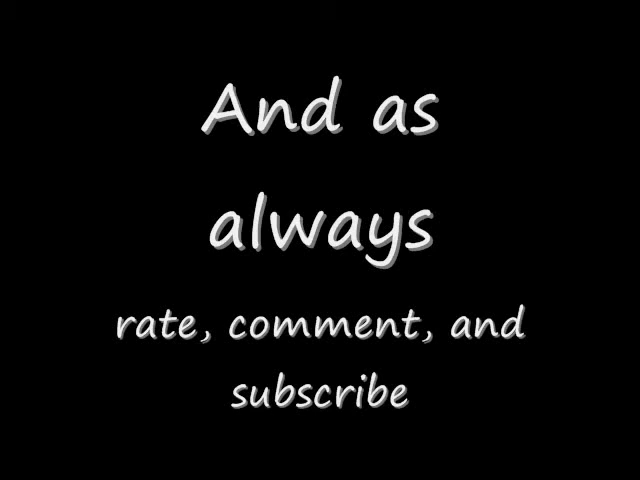 And as
always
rate, comment, and
subscribe